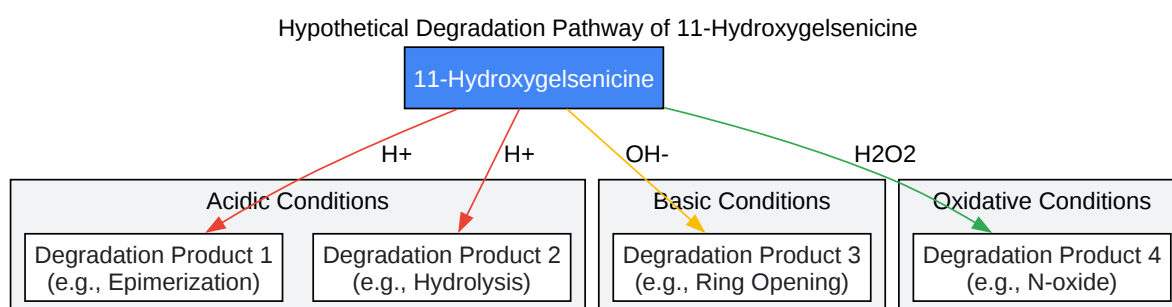 Hypothetical Degradation Pathway of 11-Hydroxygelsenicine
11-Hydroxygelsenicine
H+
H+
OH-
H2O2
Acidic Conditions
Basic Conditions
Oxidative Conditions
Degradation Product 1
(e.g., Epimerization)
Degradation Product 2
(e.g., Hydrolysis)
Degradation Product 3
(e.g., Ring Opening)
Degradation Product 4
(e.g., N-oxide)